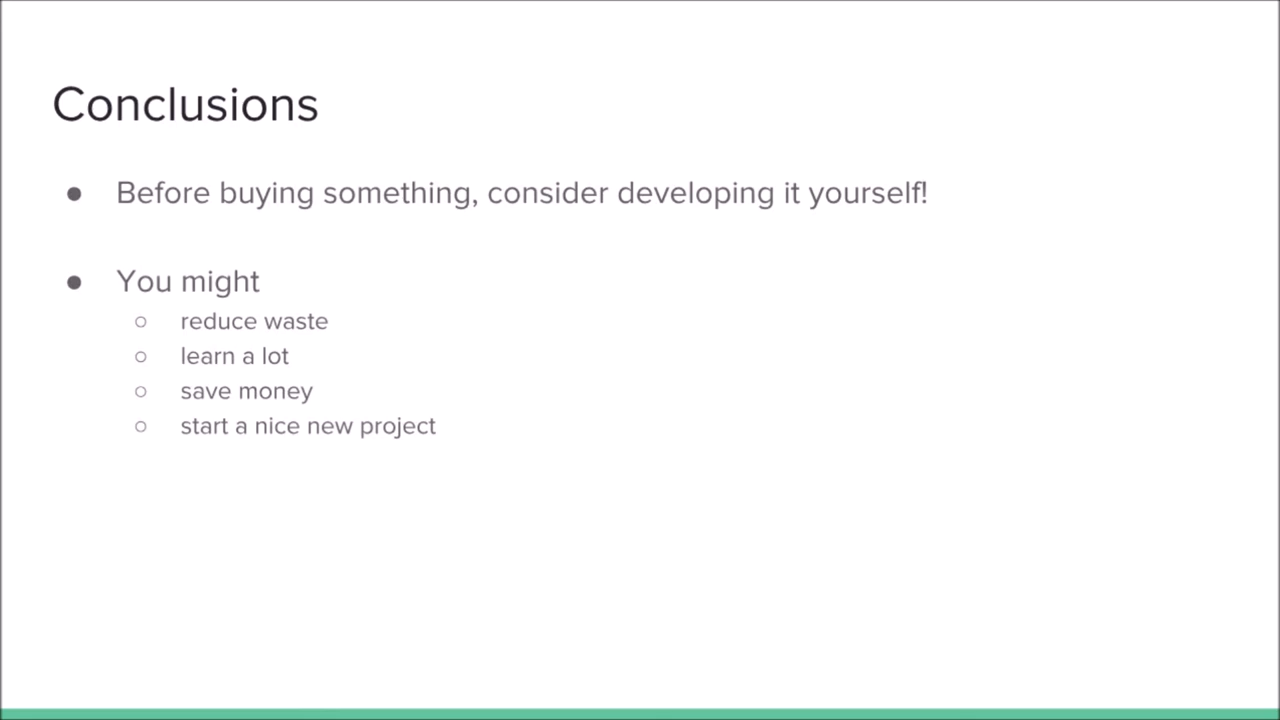 Conclusions
● Before buying something, consider developing it yourself!
● You might
○ reduce waste
○ learn a lot
○ save money
○ start a nice new project